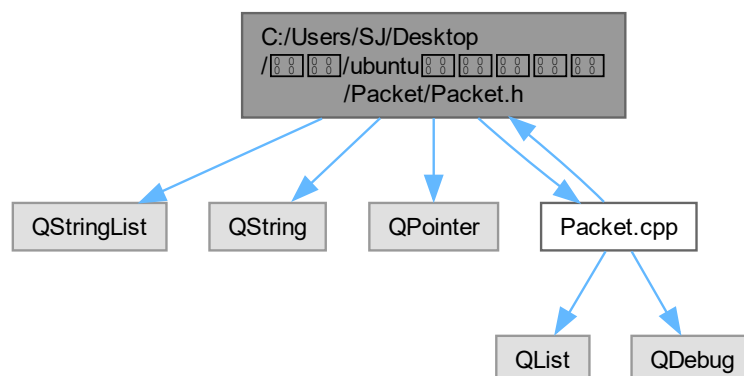 C:/Users/SJ/Desktop
/ubuntu
/Packet/Packet.h
QStringList
QString
QPointer
Packet.cpp
QList
QDebug